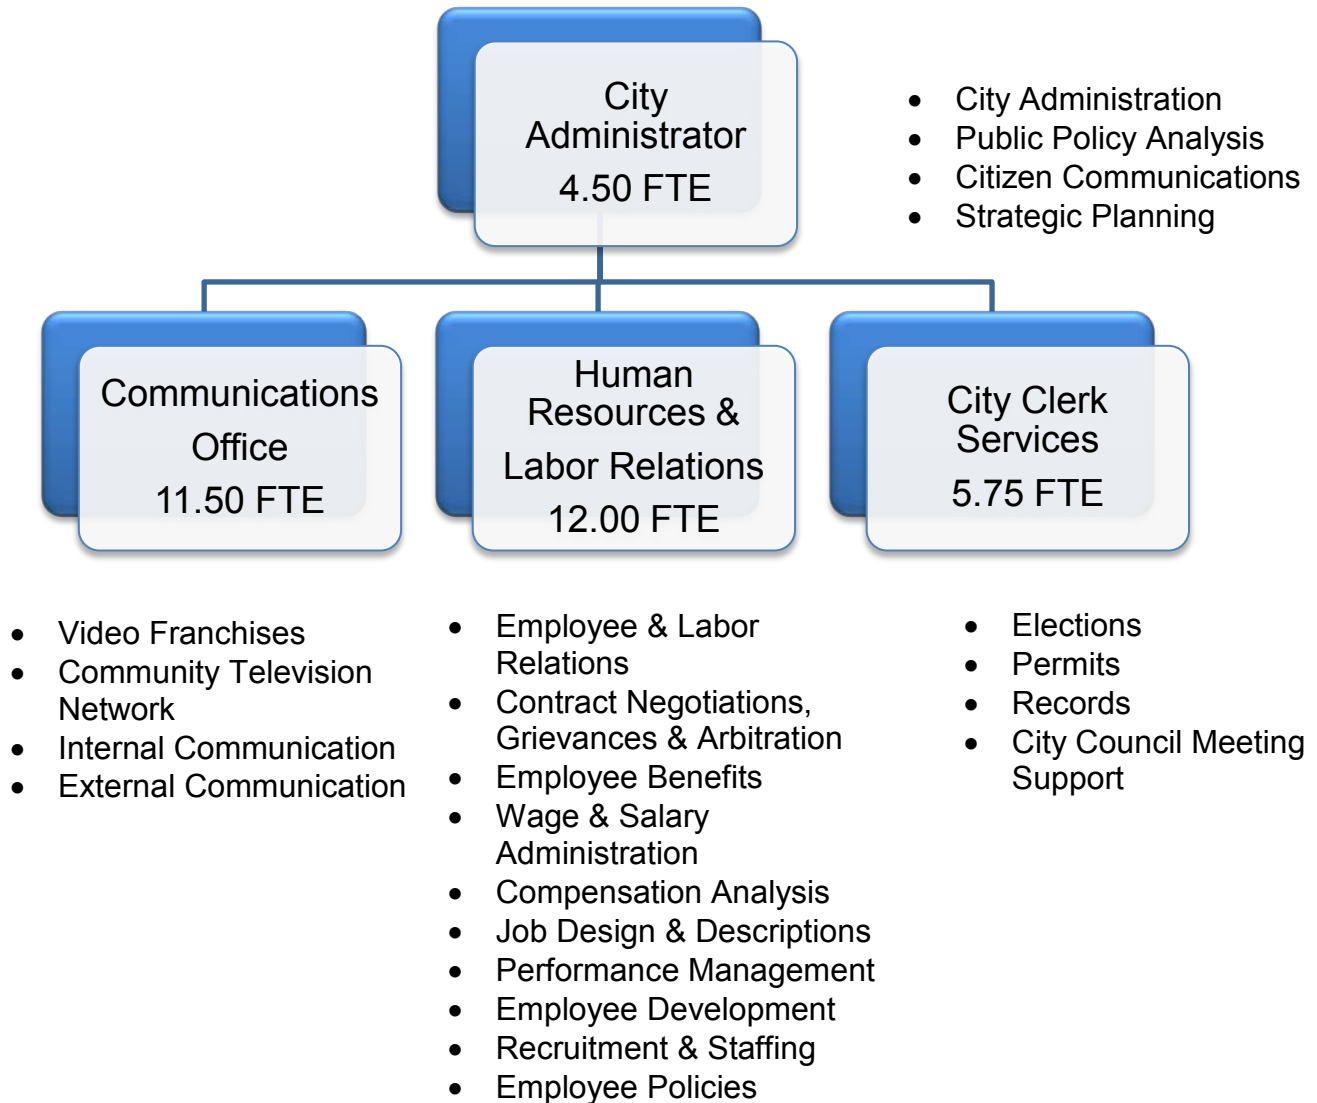 City
Administrator
4.50 FTE
• City Administration
• Public Policy Analysis
• Citizen Communications
• Strategic Planning
Communications
Office
11.50 FTE
Human
Resources &
Labor Relations
12.00 FTE
City Clerk
Services
5.75 FTE
• Video Franchises
• Community Television
Network
• Internal Communication
• External Communication
• Employee & Labor
Relations
• Contract Negotiations,
Grievances & Arbitration
• Employee Benefits
• Wage & Salary
Administration
• Compensation Analysis
• Job Design & Descriptions
• Performance Management
• Employee Development
• Recruitment & Staffing
• Employee Policies
• Elections
• Permits
• Records
• City Council Meeting
Support